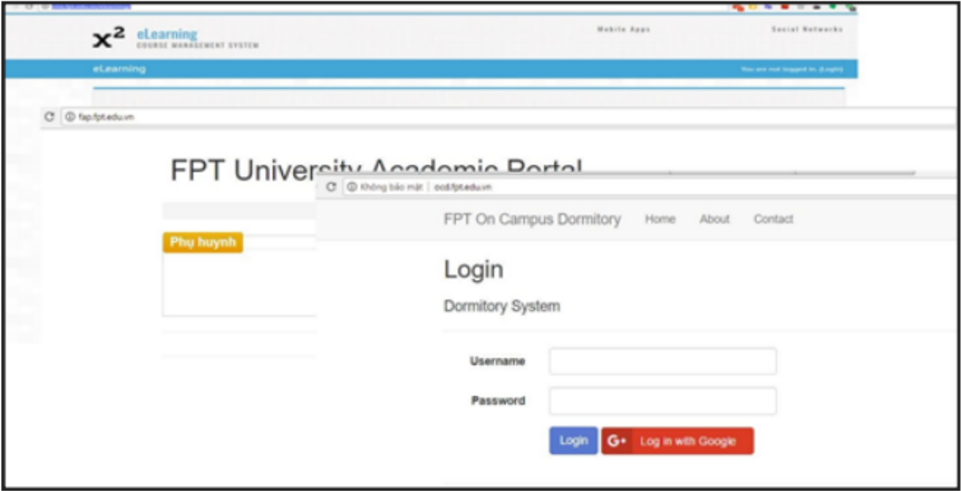 x² eLearning
COURSE MANAGEMENT SYSTEM
Mobile Apps
Social Networks
eLearning
You are not logged in. (Login)
fap.fpt.edu.vn
FPT University Academic Portal
Không bảo mật | ocd.fpt.edu.vn
FPT On Campus Dormitory Home About Contact
Phụ huynh
Login
Dormitory System
Username
Password
Login G+ Log in with Google